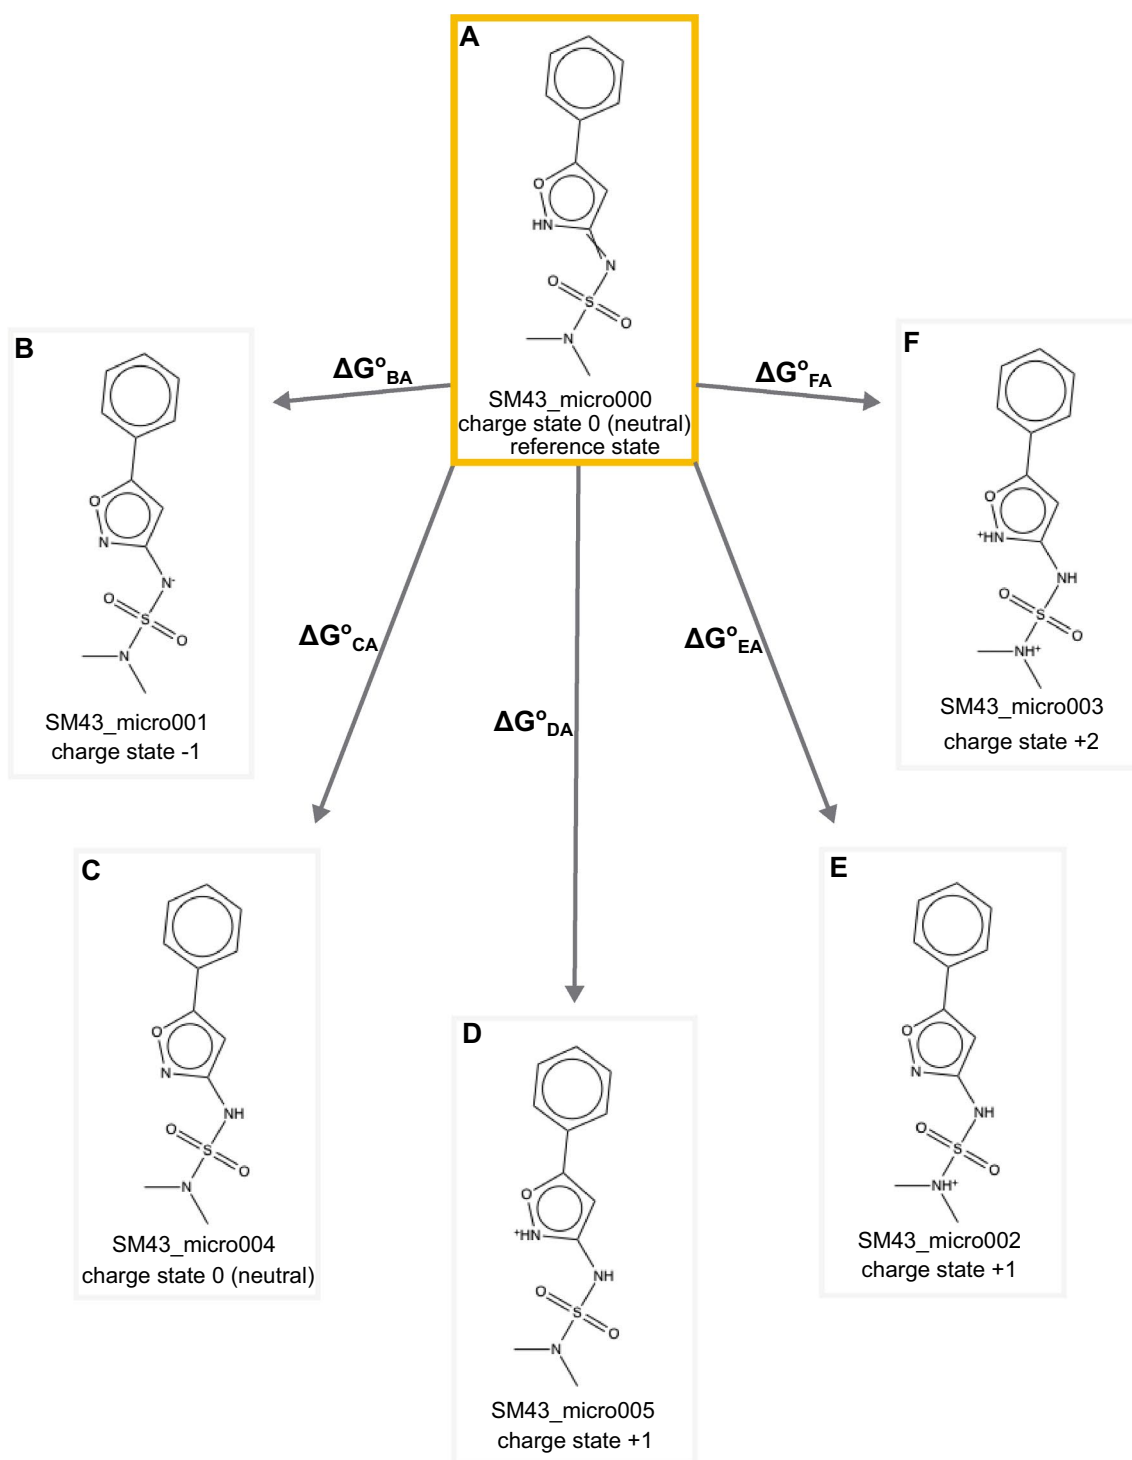 A
O
HN
N
O
S
O
N
SM43_micro000
charge state 0 (neutral)
reference state
B
ΔG°BA
ΔG°FA
F
O
N
N-
O
S
O
N
SM43_micro001
charge state -1
O
+HN
NH
O
S
O
NH+
SM43_micro003
charge state +2
ΔG°CA
ΔG°DA
ΔG°EA
C
O
N
NH
O
S
O
N
SM43_micro004
charge state 0 (neutral)
D
O
+HN
NH
O
S
O
N
SM43_micro005
charge state +1
E
O
N
NH
O
S
O
NH+
SM43_micro002
charge state +1